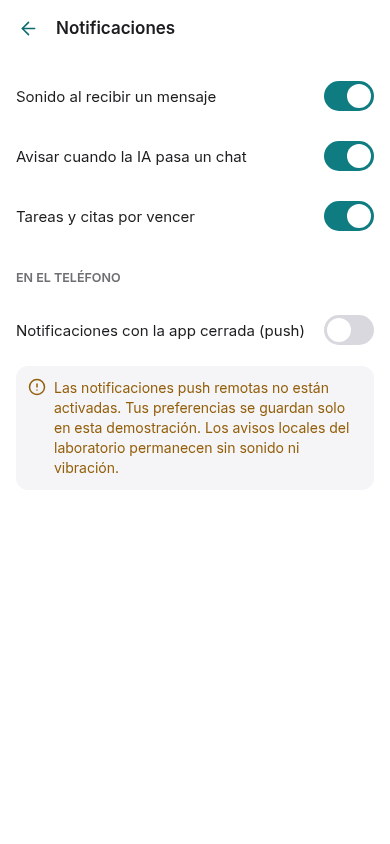 Notificaciones
Sonido al recibir un mensaje
Avisar cuando la IA pasa un chat
Tareas y citas por vencer
EN EL TELÉFONO
Notificaciones con la app cerrada (push)
Las notificaciones push remotas no están
activadas. Tus preferencias se guardan solo
en esta demostración. Los avisos locales del
laboratorio permanecen sin sonido ni
vibración.